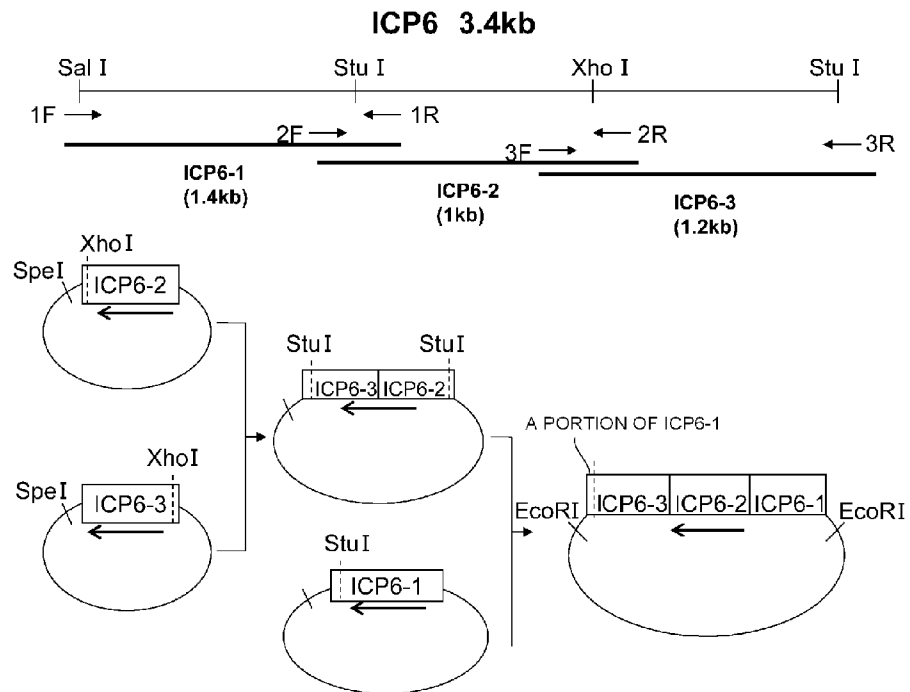 ICP6 3.4kb
Sal I Stu I Xho I Stu I
1F 1R
2F 2R
3F 3R
ICP6-1
(1.4kb)
ICP6-2
(1kb)
ICP6-3
(1.2kb)
XhoI
SpeI
ICP6-2
StuI StuI
ICP6-3 ICP6-2
XhoI
SpeI
ICP6-3
A PORTION OF ICP6-1
ICP6-3 ICP6-2 ICP6-1
EcoRI EcoRI
StuI
ICP6-1